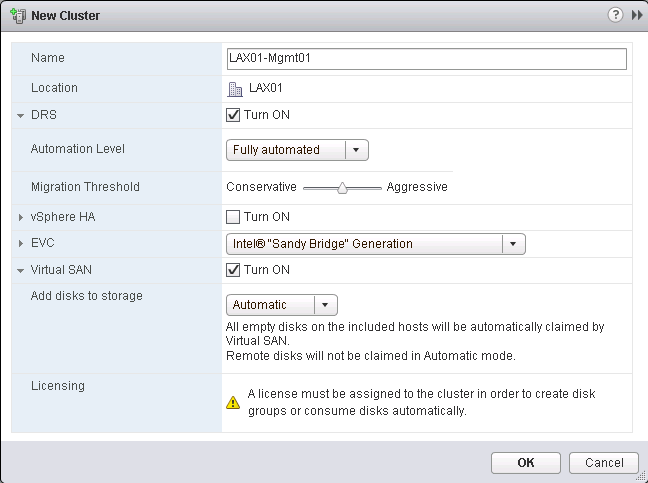 New Cluster
Name LAX01-Mgmt01
Location LAX01
DRS Turn ON
Automation Level Fully automated
Migration Threshold Conservative Aggressive
vSphere HA Turn ON
EVC Intel® "Sandy Bridge" Generation
Virtual SAN Turn ON
Add disks to storage Automatic
All empty disks on the included hosts will be automatically claimed by
Virtual SAN.
Remote disks will not be claimed in Automatic mode.
Licensing A license must be assigned to the cluster in order to create disk
groups or consume disks automatically.
OK Cancel